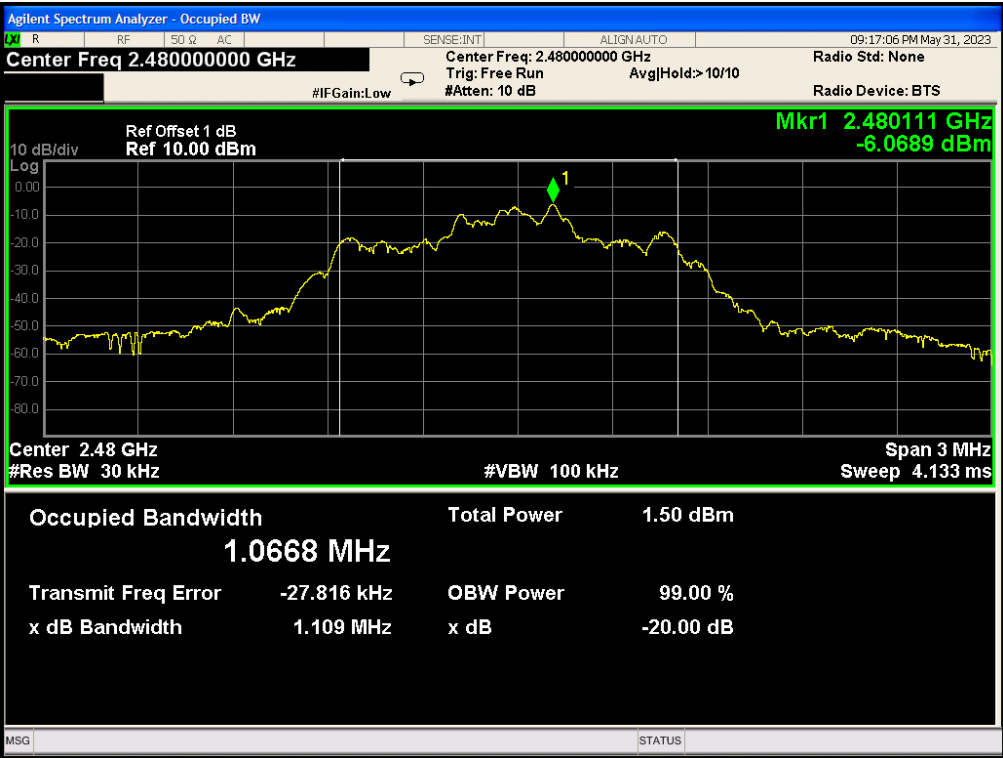 Agilent Spectrum Analyzer - Occupied BW
LXI R RF 50 Ω AC SENSE:INT ALIGNAUTO 09:17:06 PM May 31, 2023
Center Freq 2.480000000 GHz
Center Freq: 2.480000000 GHz
Radio Std: None
Trig: Free Run Avg|Hold:> 10/10
#IFGain:Low
#Atten: 10 dB
Radio Device: BTS
Mkr1 2.480111 GHz
-6.0689 dBm
Ref Offset 1 dB
10 dB/div Ref 10.00 dBm
Log
1
0.00
-10.0
-20.0
-30.0
-40.0
-50.0
-60.0
-70.0
-80.0
Center 2.48 GHz Span 3 MHz
#Res BW 30 kHz #VBW 100 kHz Sweep 4.133 ms
Occupied Bandwidth Total Power 1.50 dBm
1.0668 MHz
Transmit Freq Error -27.816 kHz OBW Power 99.00 %
x dB Bandwidth 1.109 MHz x dB -20.00 dB
MSG STATUS